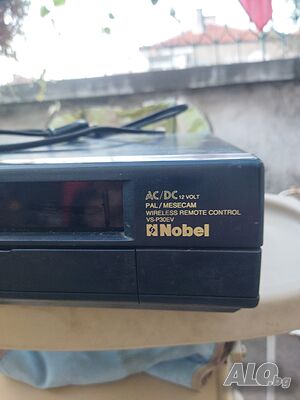 AC/DC 12 VOLT
PAL/MESECAM
WIRELESS REMOTE CONTROL
VS-P30EV
Nobel
ALO.bg